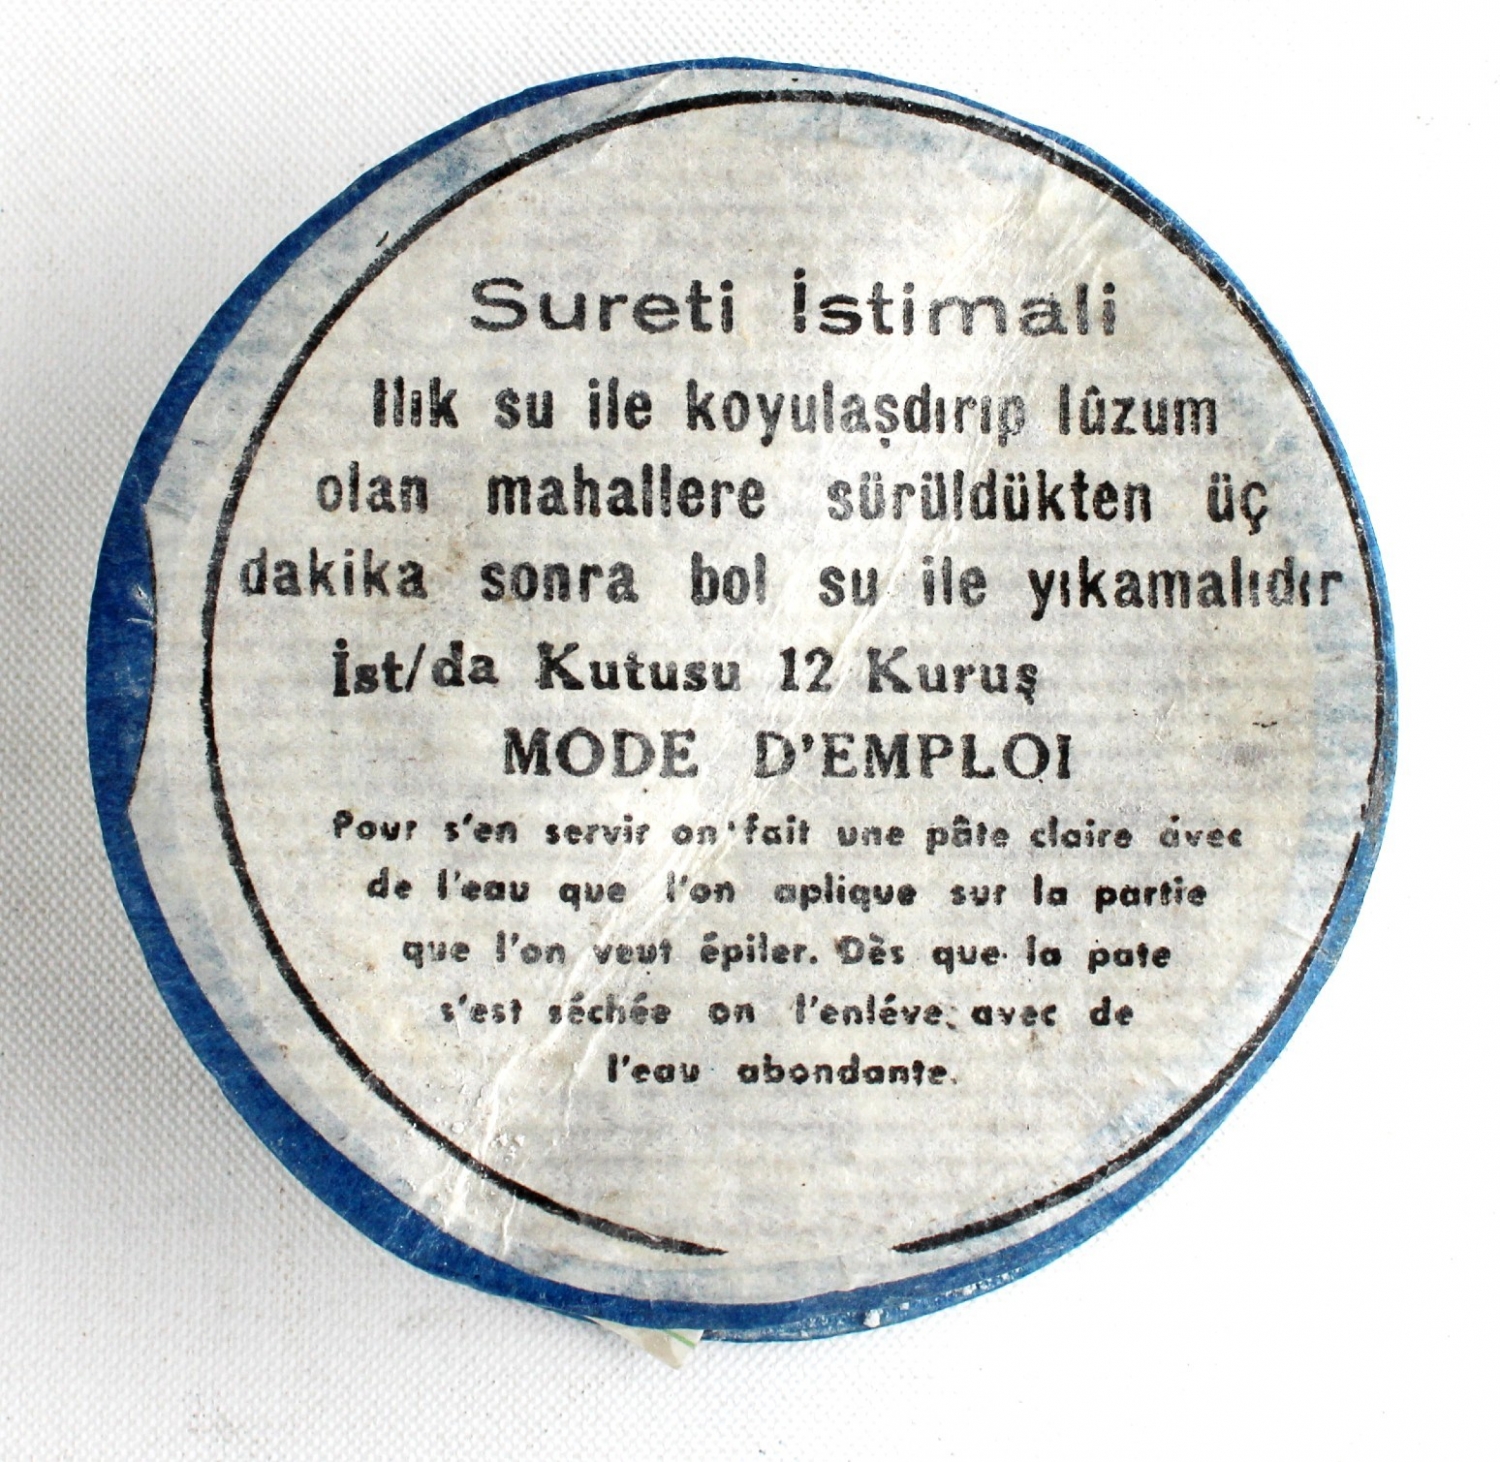 Sureti İstimali
Ilık su ile koyulaşdırıp lûzum
olan mahallere sürüldükten üç
dakika sonra bol su ile yıkamalıdır
İst/da Kutusu 12 Kuruş
MODE D'EMPLOI
Pour s'en servir on fait une pâte claire avec
de l'eau que l'on aplique sur la partie
que l'on veut épiler. Dès que la pate
s'est séchée on l'enléve avec de
l'eau abondante.